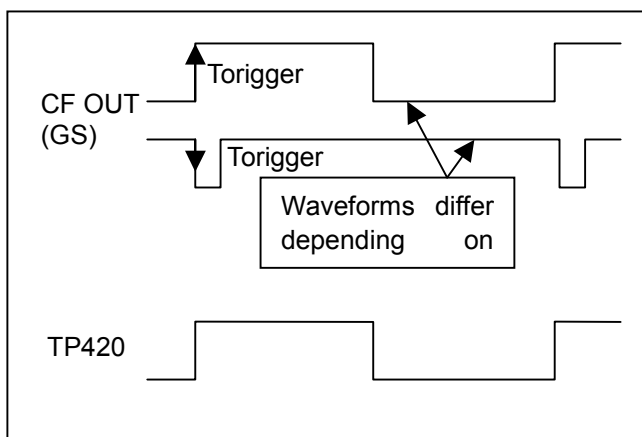 Torigger
CF OUT
(GS)
Torigger
Waveforms differ
depending on
TP420